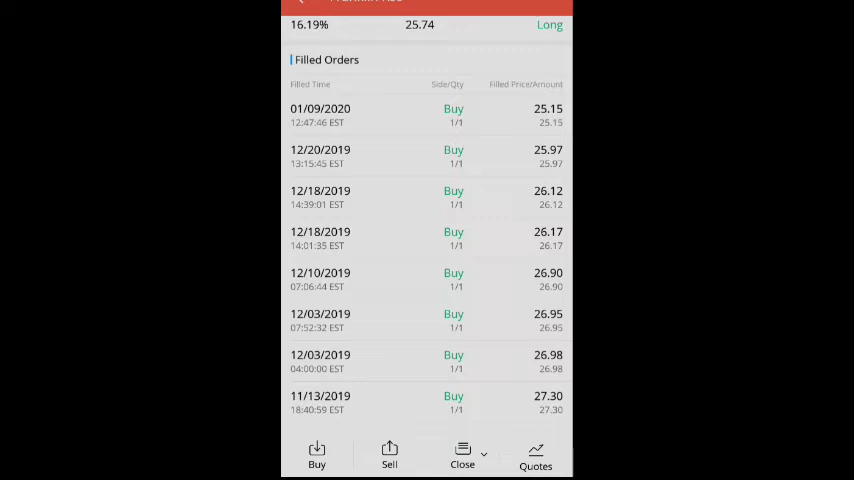 16.19% 25.74 Long
Filled Orders
Filled Time Side/Qty Filled Price/Amount
01/09/2020 Buy 25.15
12:47:46 EST 1/1 25.15
12/20/2019 Buy 25.97
13:15:45 EST 1/1 25.97
12/18/2019 Buy 26.12
14:39:01 EST 1/1 26.12
12/18/2019 Buy 26.17
14:01:35 EST 1/1 26.17
12/10/2019 Buy 26.90
07:06:44 EST 1/1 26.90
12/03/2019 Buy 26.95
07:52:32 EST 1/1 26.95
12/03/2019 Buy 26.98
04:00:00 EST 1/1 26.98
11/13/2019 Buy 27.30
18:40:59 EST 1/1 27.30
Buy Sell Close Quotes